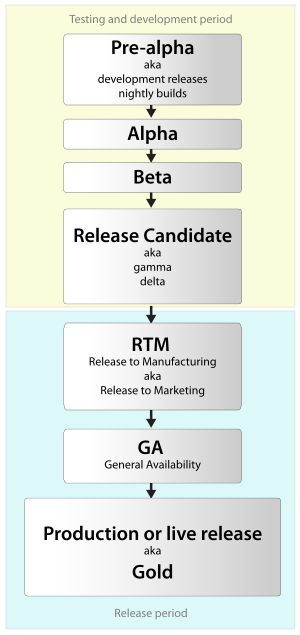 Testing and development period
Pre-alpha
aka
development releases
nightly builds
Alpha
Beta
Release Candidate
aka
gamma
delta
RTM
Release to Manufacturing
aka
Release to Marketing
GA
General Availability
Production or live release
aka
Gold
Release period